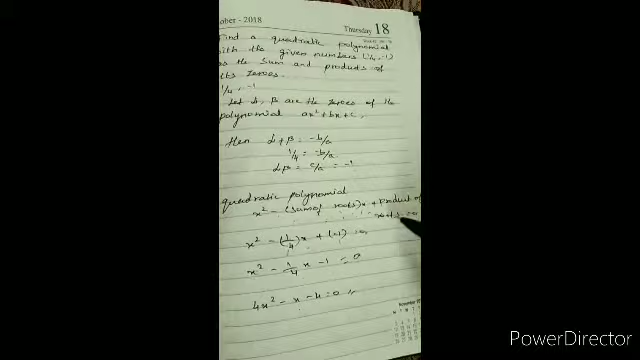 ober - 2018
Thursday 18
Find a quadratic polynomial
with the given numbers (1/4, -1)
as the sum and products of
its zeroes.
1/4, -1
Let α, β are the zeroes of the
polynomial ax² + bx + c,
then α + β = -b/a
1/4 = -b/a
αβ = c/a = -1
quadratic polynomial
x² - (sum of roots)x + product of
roots = 0
x² - (1/4)x + (-1) = 0
x² - 1/4 x - 1 = 0
4x² - x - 4 = 0 //
PowerDirector